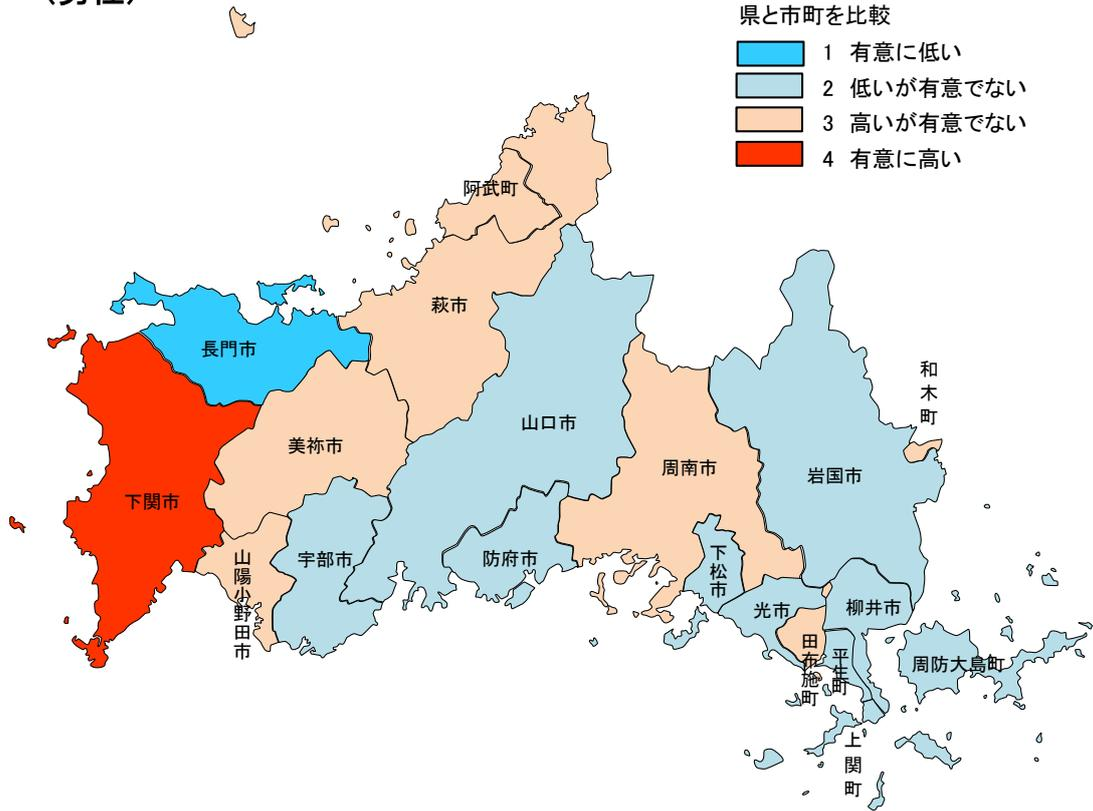 県と市町を比較
1 有意に低い
2 低いが有意でない
3 高いが有意でない
4 有意に高い
阿武町
萩市
長門市
和木町
山口市
美祢市
周南市
岩国市
下関市
山陽小野田市
宇部市
防府市
下松市
光市
柳井市
田布施町
平生町
周防大島町
上関町